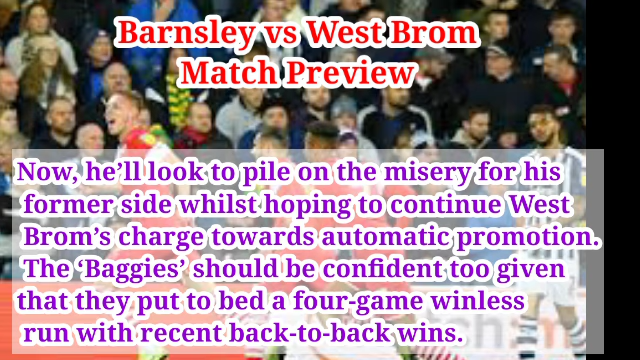 Barnsley vs West Brom
Match Preview
Now, he’ll look to pile on the misery for his
former side whilst hoping to continue West
Brom’s charge towards automatic promotion.
The ‘Baggies’ should be confident too given
that they put to bed a four-game winless
run with recent back-to-back wins.